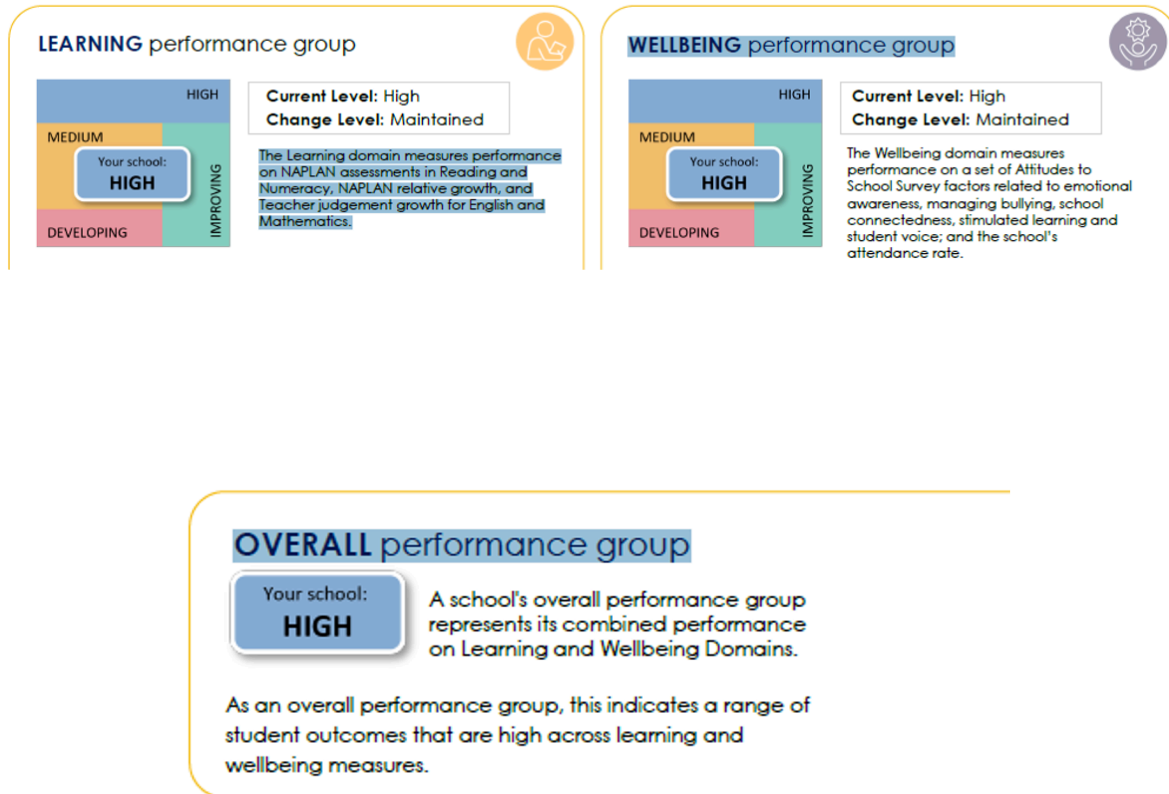 LEARNING performance group
HIGH
MEDIUM
Your school:
HIGH
IMPROVING
DEVELOPING
Current Level: High
Change Level: Maintained
The Learning domain measures performance
on NAPLAN assessments in Reading and
Numeracy, NAPLAN relative growth, and
Teacher judgement growth for English and
Mathematics.
WELLBEING performance group
HIGH
MEDIUM
Your school:
HIGH
IMPROVING
DEVELOPING
Current Level: High
Change Level: Maintained
The Wellbeing domain measures
performance on a set of Attitudes to
School Survey factors related to emotional
awareness, managing bullying, school
connectedness, stimulated learning and
student voice; and the school's
attendance rate.
OVERALL performance group
Your school:
HIGH
A school's overall performance group
represents its combined performance
on Learning and Wellbeing Domains.
As an overall performance group, this indicates a range of
student outcomes that are high across learning and
wellbeing measures.